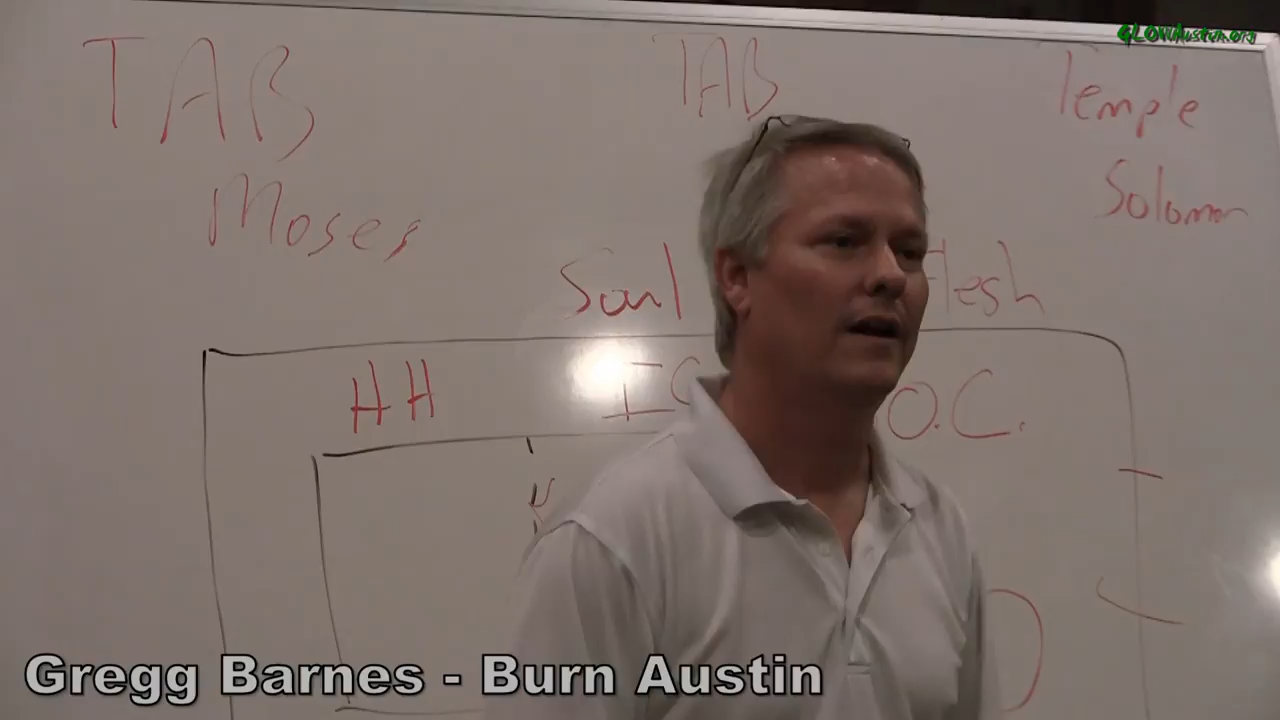 GLOWAustin.org
TAB TAB Temple
Moses Solomon
Soul Flesh
HH I O.C.
Gregg Barnes - Burn Austin